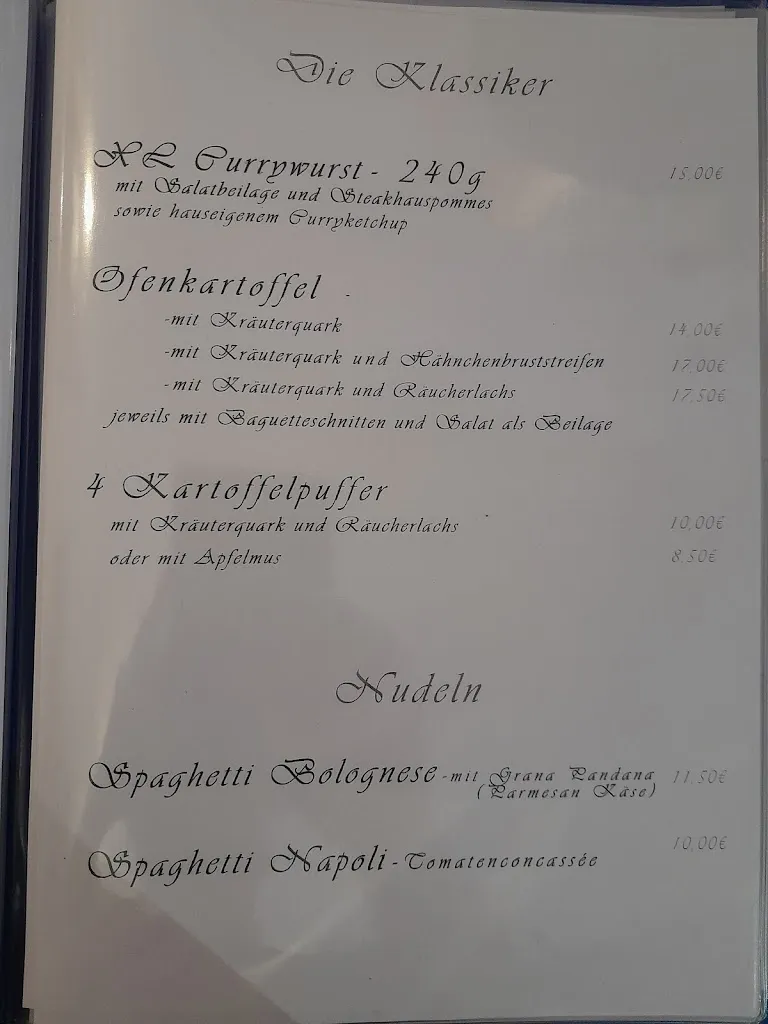 Die Klassiker
XL Currywurst - 240g 15,00€
mit Salatbeilage und Steakhauspommes
sowie hauseigenem Curryketchup
Ofenkartoffel -
-mit Kräuterquark 14,00€
-mit Kräuterquark und Hähnchenbruststreifen 17,00€
-mit Kräuterquark und Räucherlachs 17,50€
jeweils mit Baguetteschnitten und Salat als Beilage
4 Kartoffelpuffer
mit Kräuterquark und Räucherlachs 10,00€
oder mit Apfelmus 8,50€
Nudeln
Spaghetti Bolognese -mit Grana Pandana 11,50€
(Parmesan Käse)
Spaghetti Napoli - Tomatenconcassée 10,00€